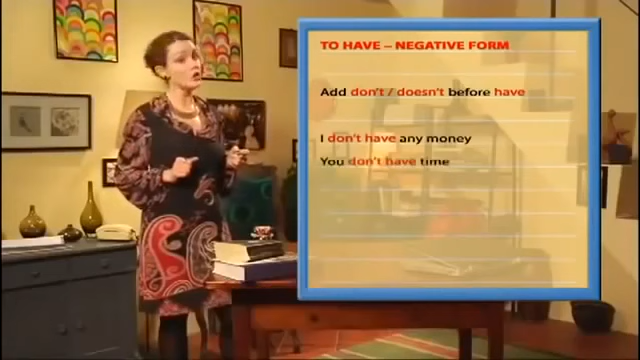 TO HAVE – NEGATIVE FORM
Add don't / doesn't before have
I don't have any money
You don't have time